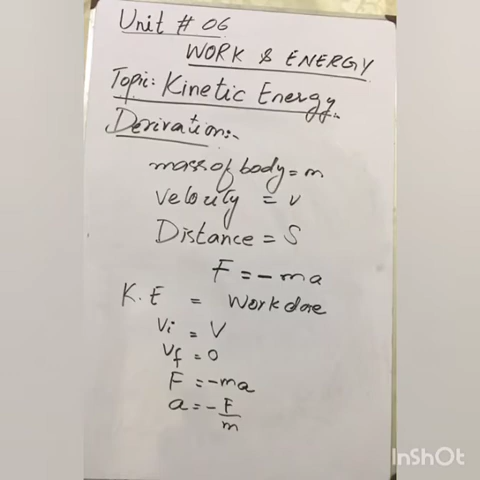 Unit # 06
WORK & ENERGY
Topic: Kinetic Energy
Derivation:-
mass of body = m
Velocity = v
Distance = S
F = -ma
K.E = Work done
Vi = V
Vf = 0
F = -ma
a = -F/m
InShOt